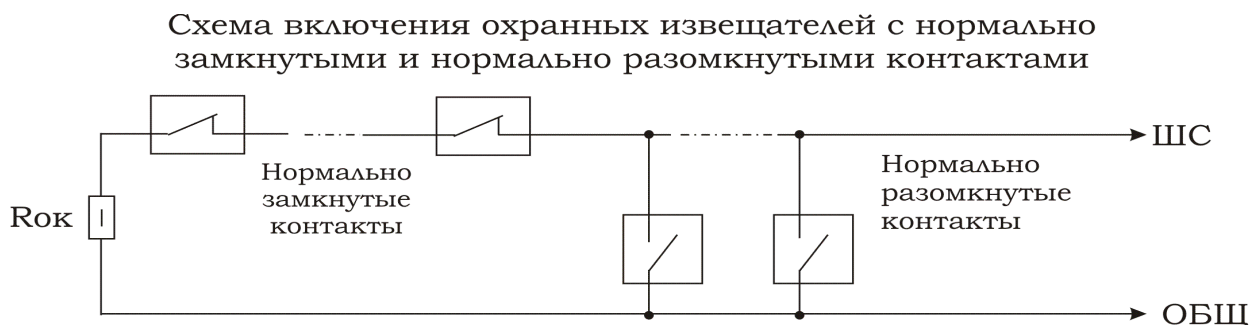 Схема включения охранных извещателей с нормально
замкнутыми и нормально разомкнутыми контактами
ШС
Нормально
замкнутые
контакты
Нормально
разомкнутые
контакты
Rок
ОБЩ